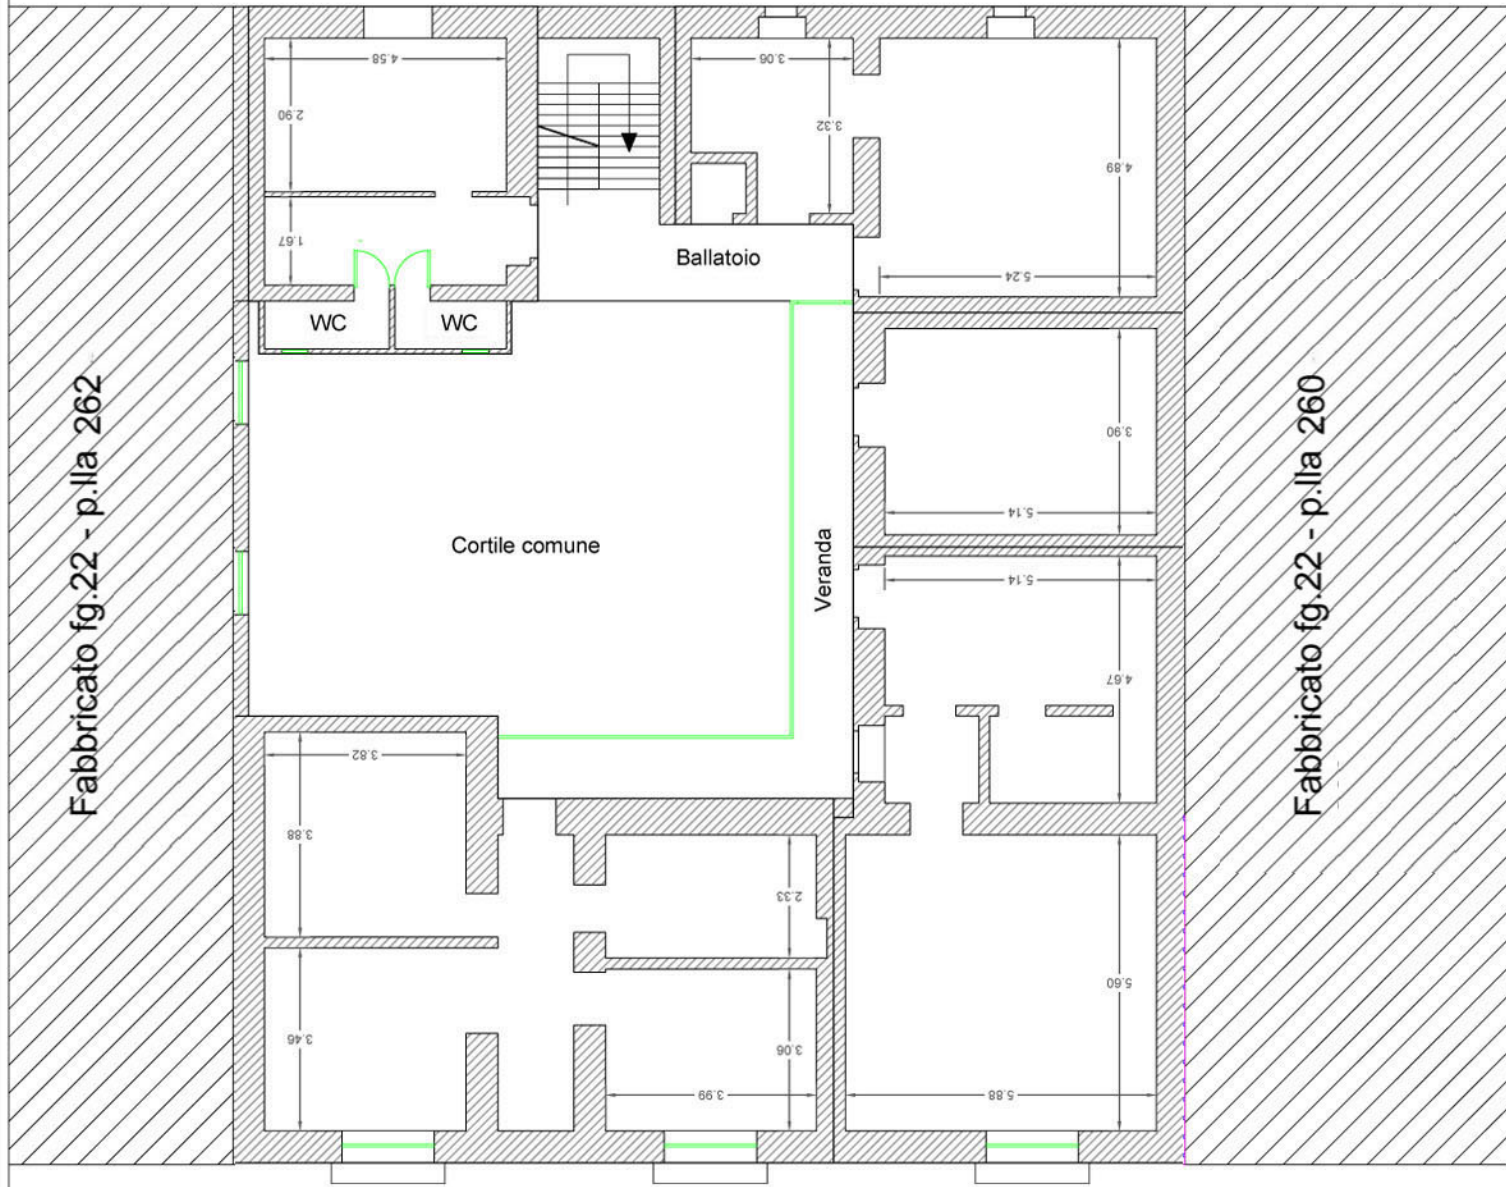 4.58
3.06
2.90
3.32
4.89
1.67
Ballatoio
5.24
WC
WC
Fabbricato fg.22 - p.lla 262
Fabbricato fg.22 - p.lla 260
3.90
5.14
Cortile comune
Veranda
5.14
4.67
3.82
3.88
2.33
5.60
3.46
3.06
3.99
5.88